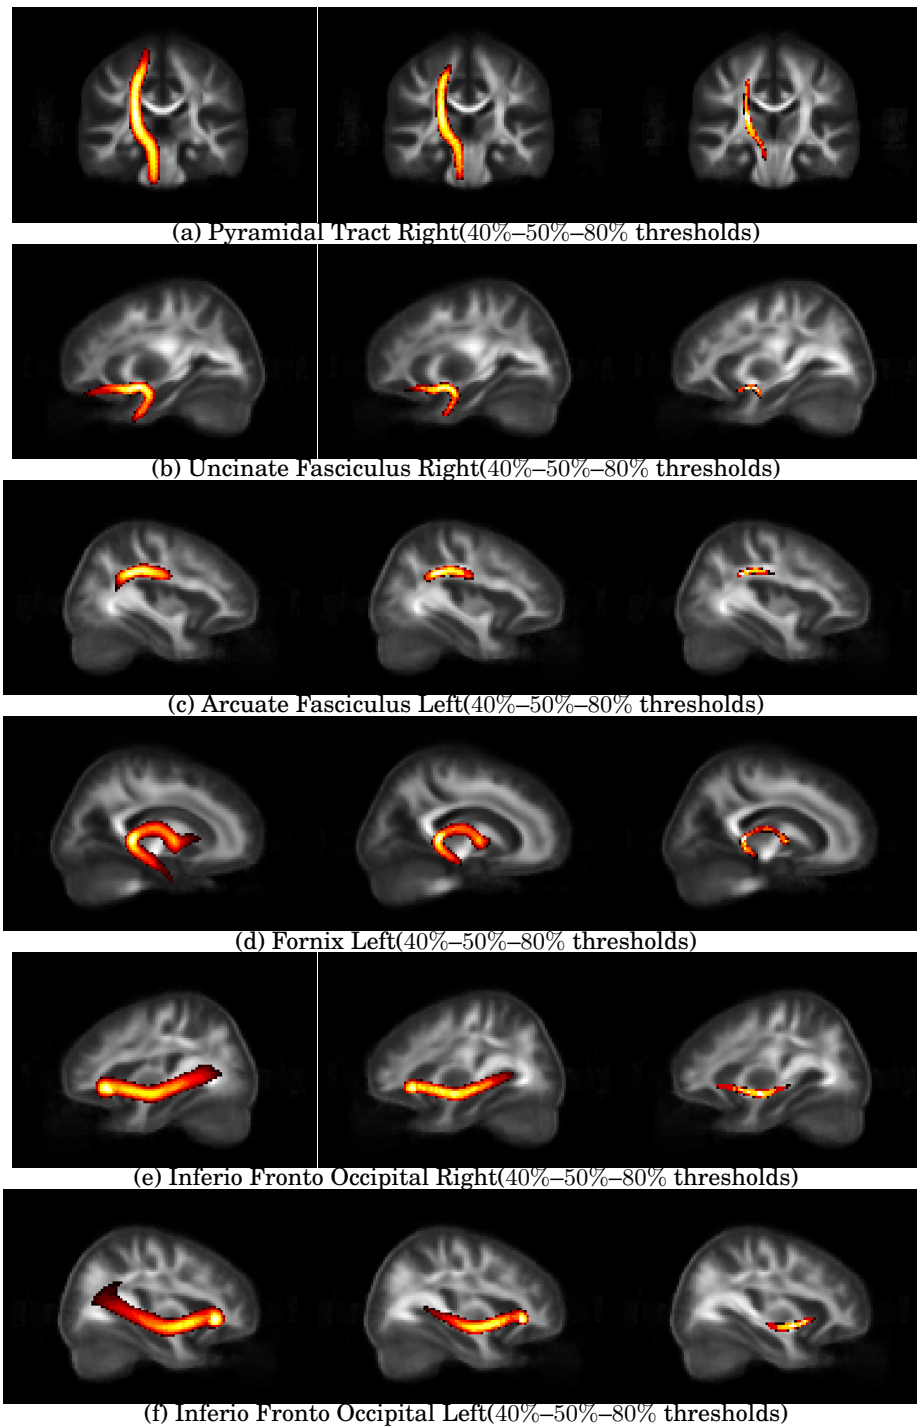 (a) Pyramidal Tract Right(40%–50%–80% thresholds)
(b) Uncinate Fasciculus Right(40%–50%–80% thresholds)
(c) Arcuate Fasciculus Left(40%–50%–80% thresholds)
(d) Fornix Left(40%–50%–80% thresholds)
(e) Inferio Fronto Occipital Right(40%–50%–80% thresholds)
(f) Inferio Fronto Occipital Left(40%–50%–80% thresholds)